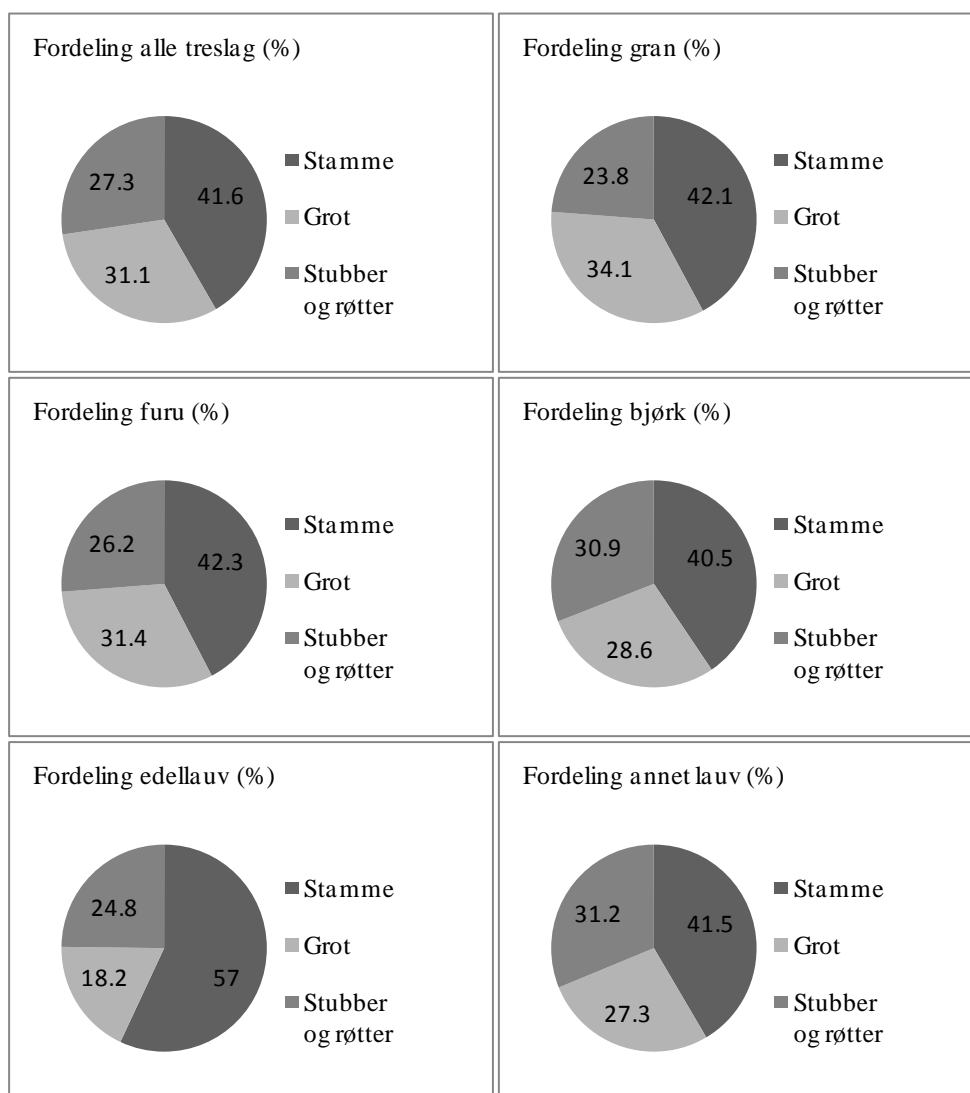 Fordeling alle treslag (%)
27.3
41.6
31.1
Stamme
Grot
Stubber
og røtter
Fordeling gran (%)
23.8
42.1
34.1
Stamme
Grot
Stubber
og røtter
Fordeling furu (%)
26.2
42.3
31.4
Stamme
Grot
Stubber
og røtter
Fordeling bjørk (%)
30.9
40.5
28.6
Stamme
Grot
Stubber
og røtter
Fordeling edellauv (%)
24.8
18.2
57
Stamme
Grot
Stubber
og røtter
Fordeling annet lauv (%)
31.2
41.5
27.3
Stamme
Grot
Stubber
og røtter